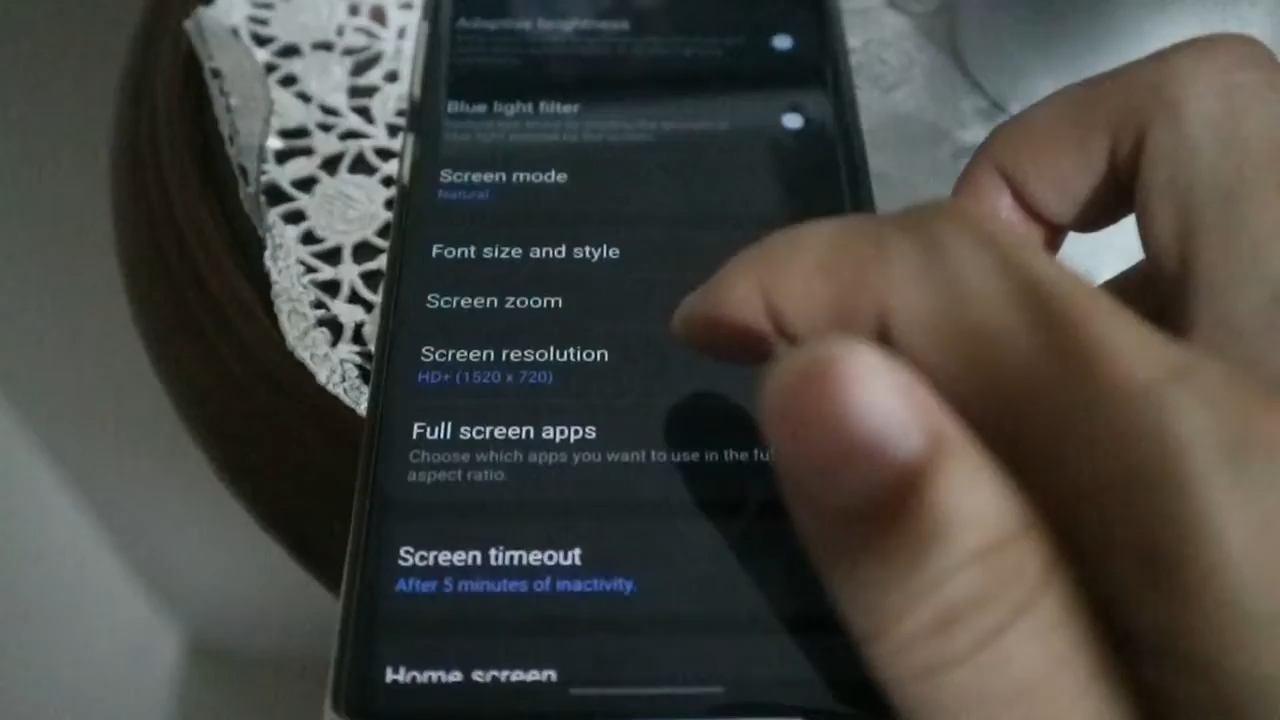 Adaptive brightness
Blue light filter
Screen mode
Natural
Font size and style
Screen zoom
Screen resolution
HD+ (1520 x 720)
Full screen apps
Choose which apps you want to use in the
aspect ratio.
Screen timeout
After 5 minutes of inactivity.
Home screen